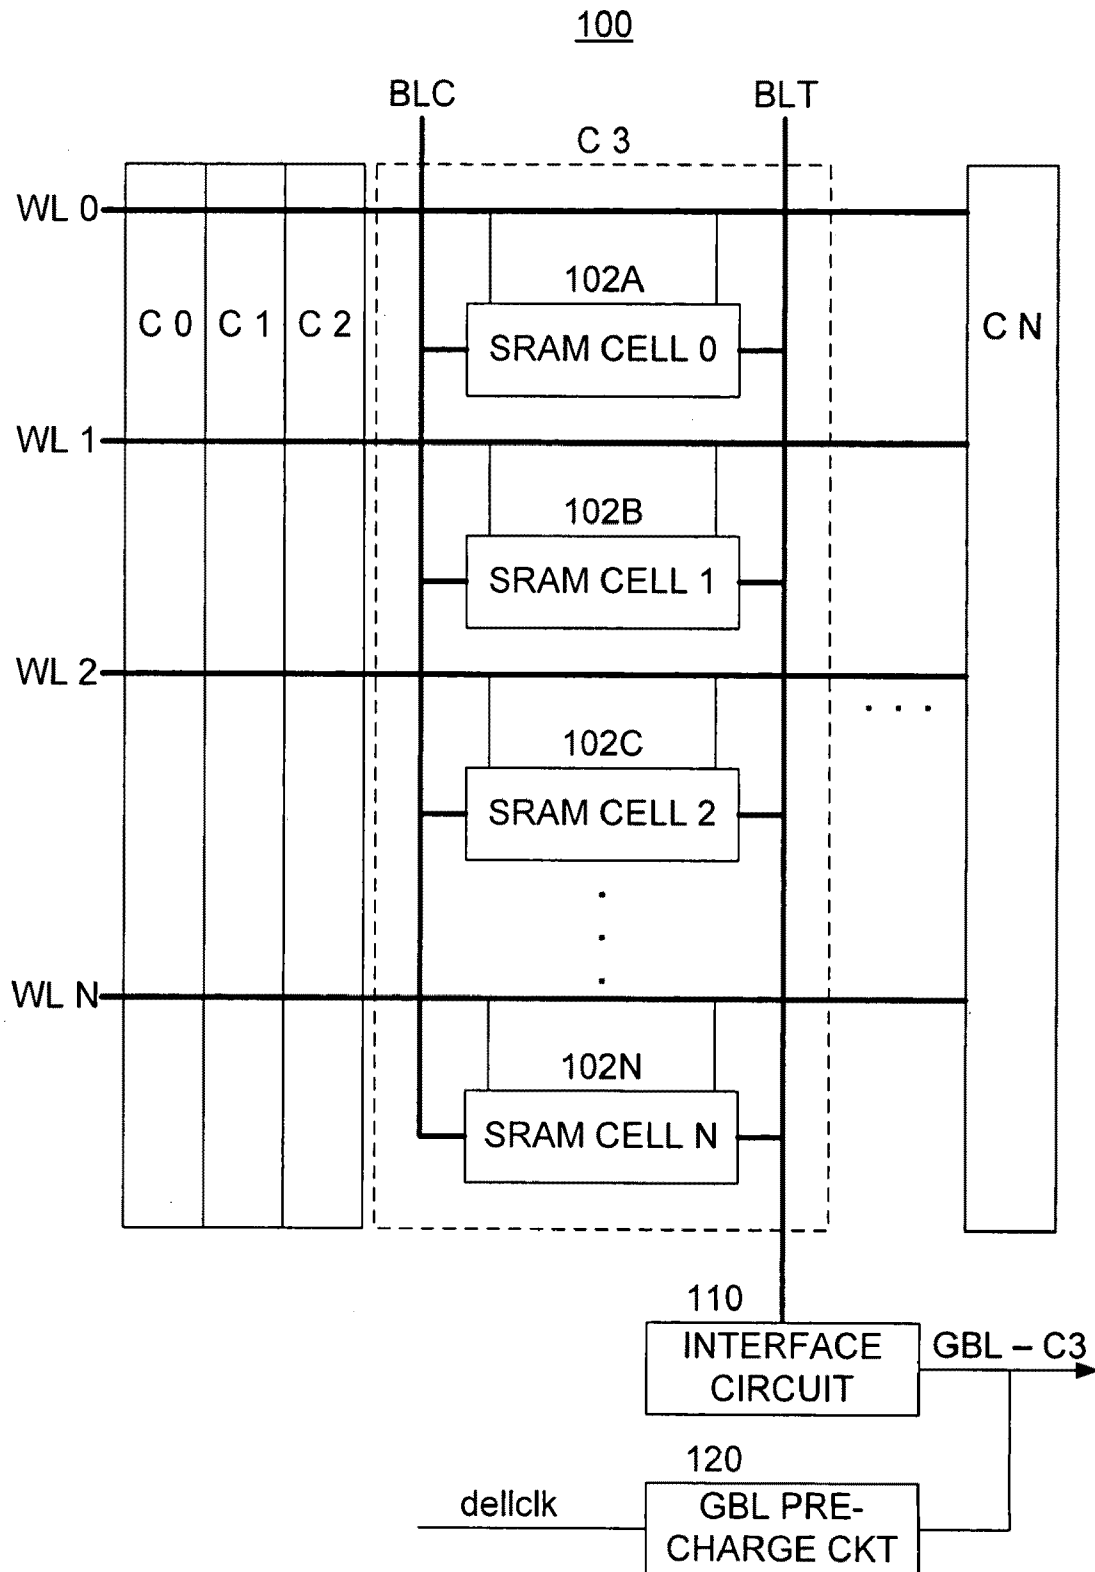 100
BLC
BLT
C 3
WL 0
102A
C 0
C 1
C 2
SRAM CELL 0
C N
WL 1
102B
SRAM CELL 1
WL 2
. . .
102C
SRAM CELL 2
WL N
102N
SRAM CELL N
110
INTERFACE
CIRCUIT
GBL – C3
120
dellclk
GBL PRE-
CHARGE CKT